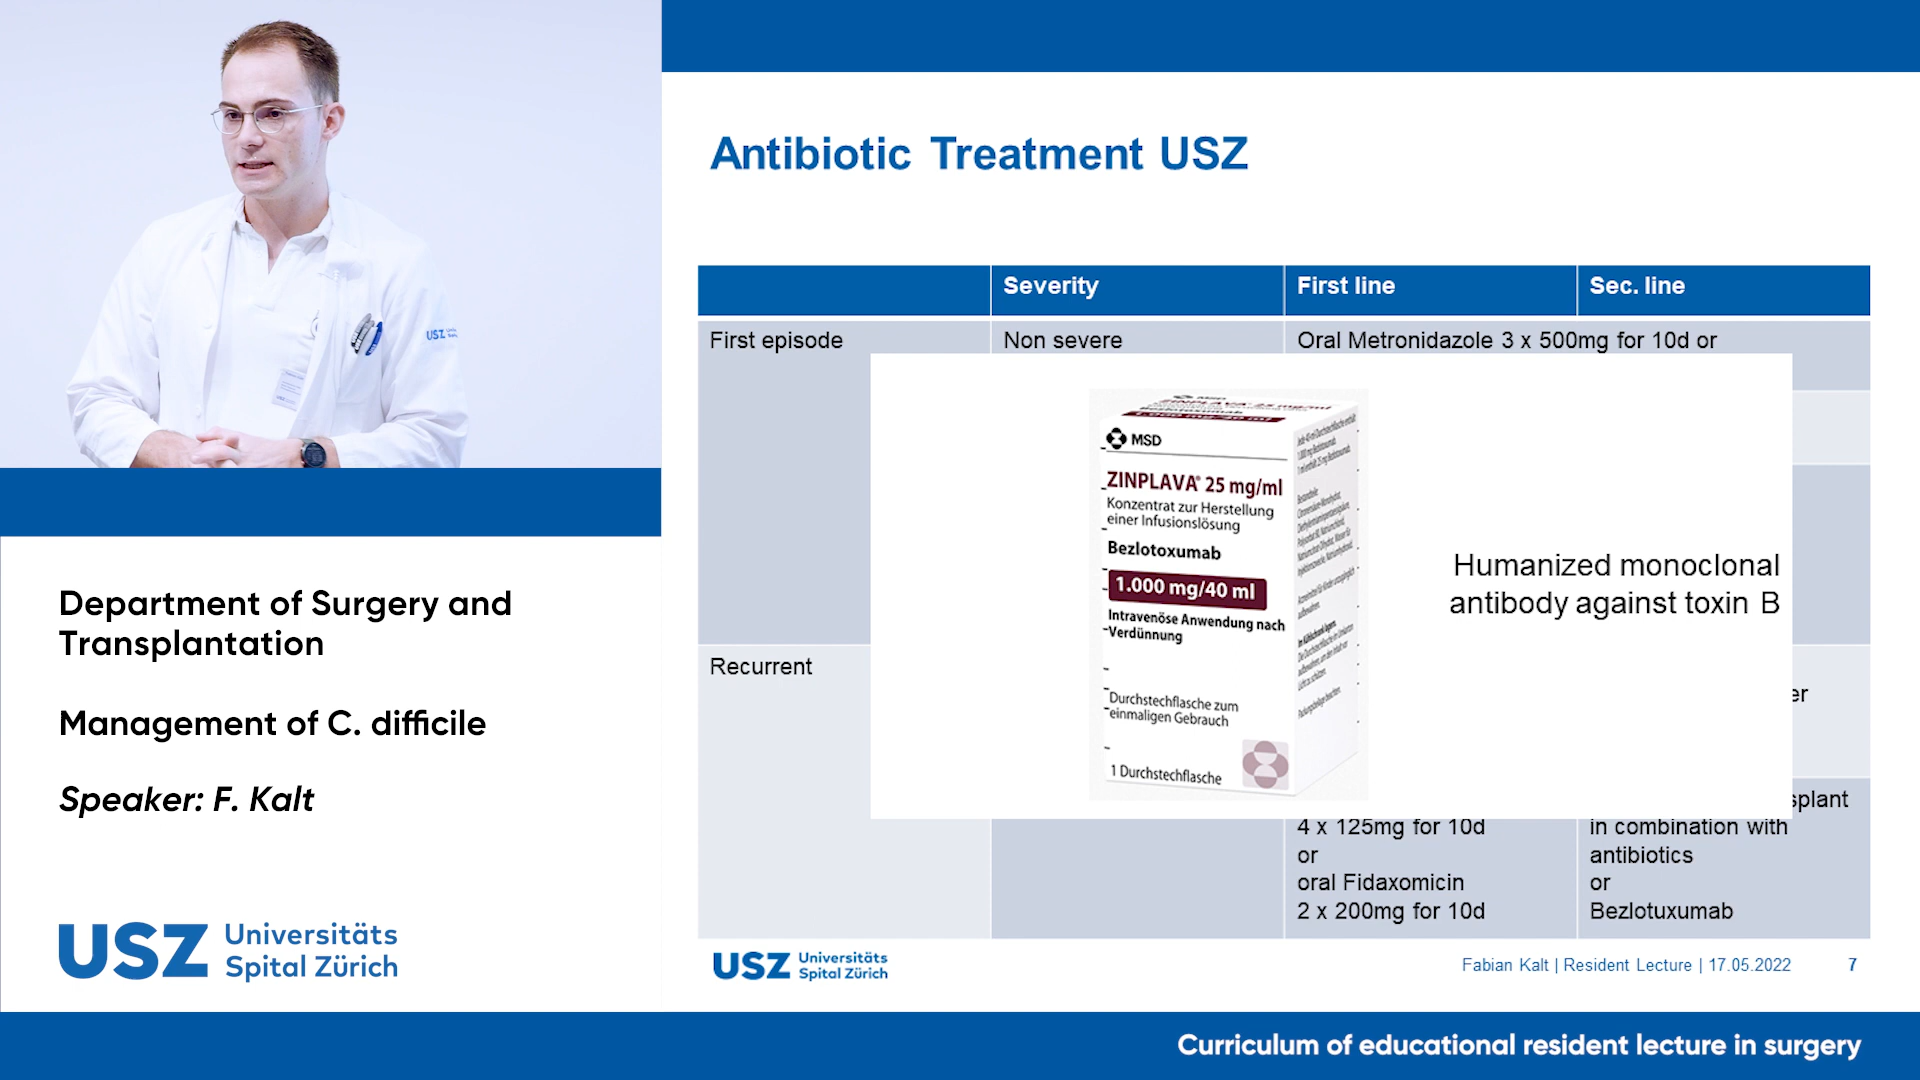 USZ
Department of Surgery and
Transplantation
Management of C. difficile
Speaker: F. Kalt
USZ Universitäts
Spital Zürich
Antibiotic Treatment USZ
Severity
First line
Sec. line
First episode
Non severe
Oral Metronidazole 3 x 500mg for 10d or
MSD
ZINPLAVA® 25 mg/ml
Konzentrat zur Herstellung
einer Infusionslösung
Bezlotoxumab
1.000 mg/40 ml
Intravenöse Anwendung nach
Verdünnung
Durchstechflasche zum
einmaligen Gebrauch
1 Durchstechflasche
Humanized monoclonal
antibody against toxin B
Recurrent
er
4 x 125mg for 10d
or
oral Fidaxomicin
2 x 200mg for 10d
splant
in combination with
antibiotics
or
Bezlotuxumab
USZ Universitäts
Spital Zürich
Fabian Kalt | Resident Lecture | 17.05.2022
7
Curriculum of educational resident lecture in surgery